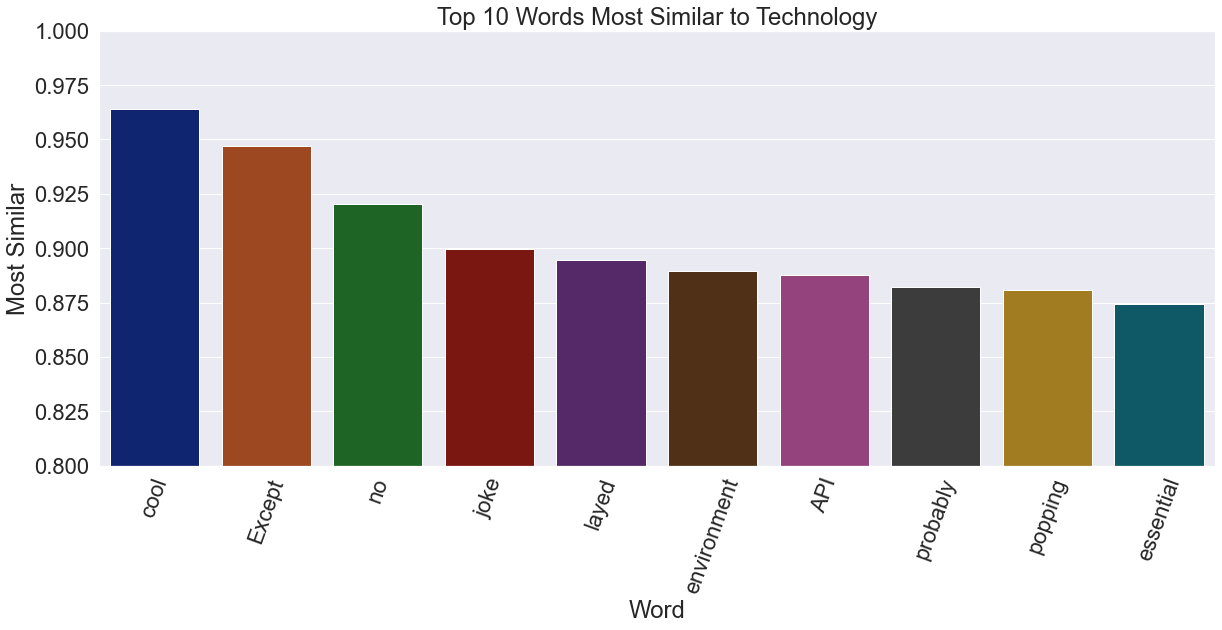 Top 10 Words Most Similar to Technology
1.000
0.975
0.950
0.925
0.900
0.875
0.850
0.825
0.800
Most Similar
cool
Except
no
joke
layed
environment
API
probably
popping
essential
Word